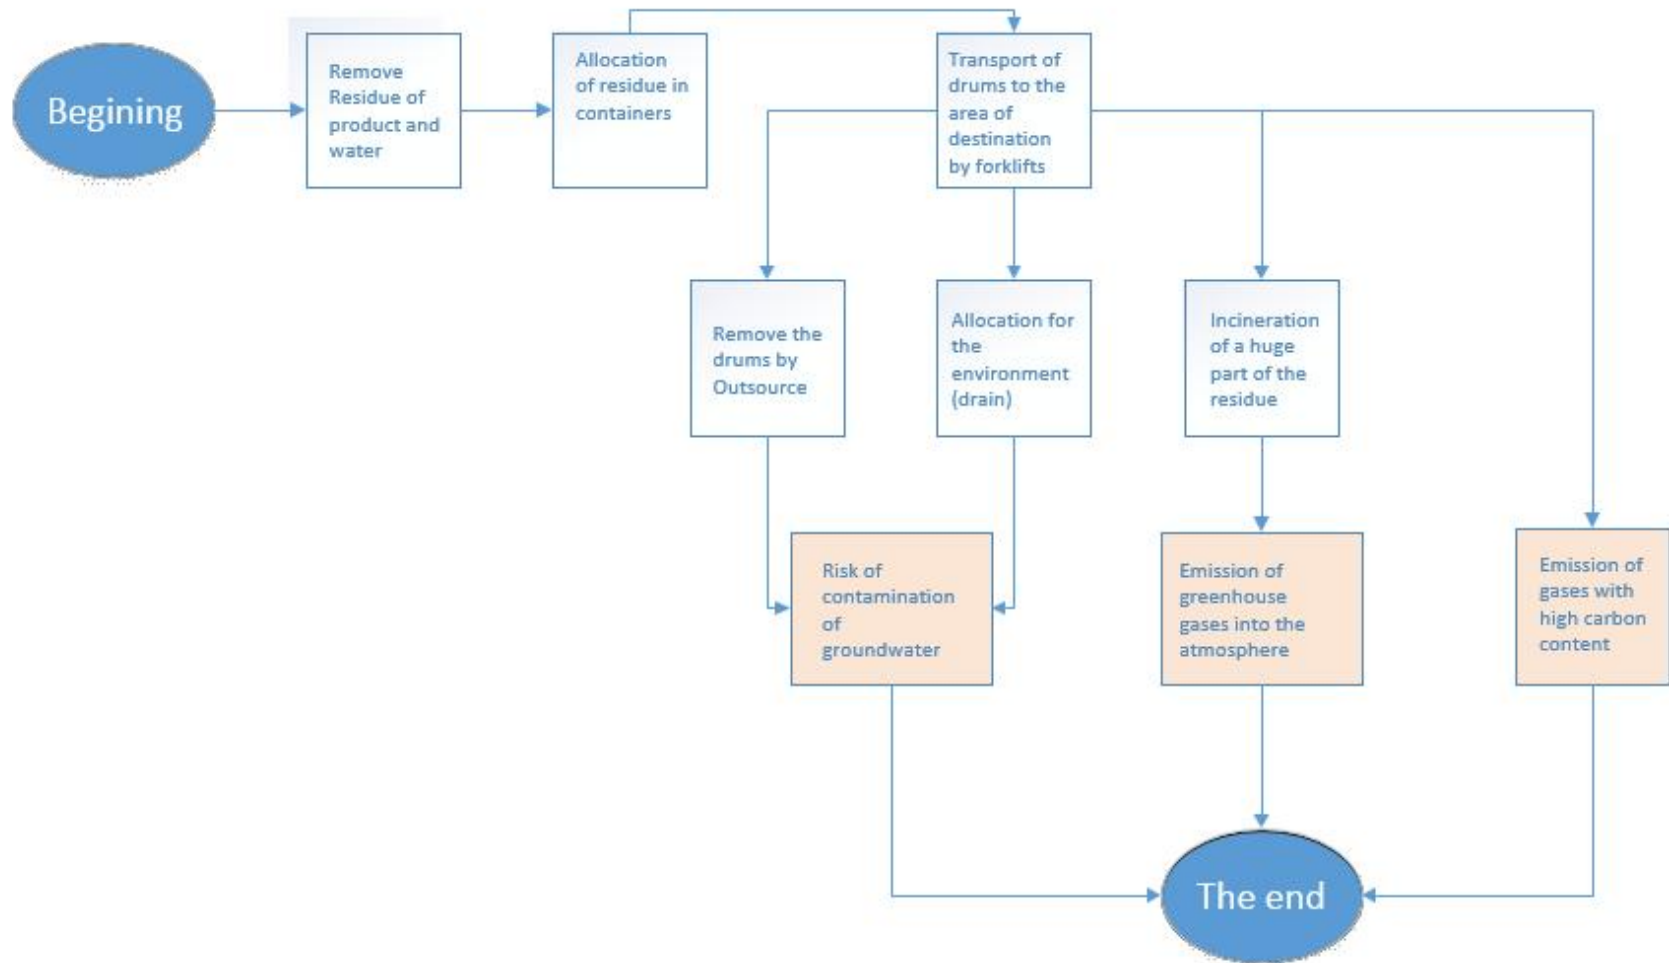 Begining
Remove
Residue of
product and
water
Allocation
of residue in
containers
Transport of
drums to the
area of
destination
by forklifts
Remove the
drums by
Outsource
Allocation for
the
environment
(drain)
Incineration
of a huge
part of the
residue
Risk of
contamination
of
groundwater
Emission of
greenhouse
gases into the
atmosphere
Emission of
gases with
high carbon
content
The end